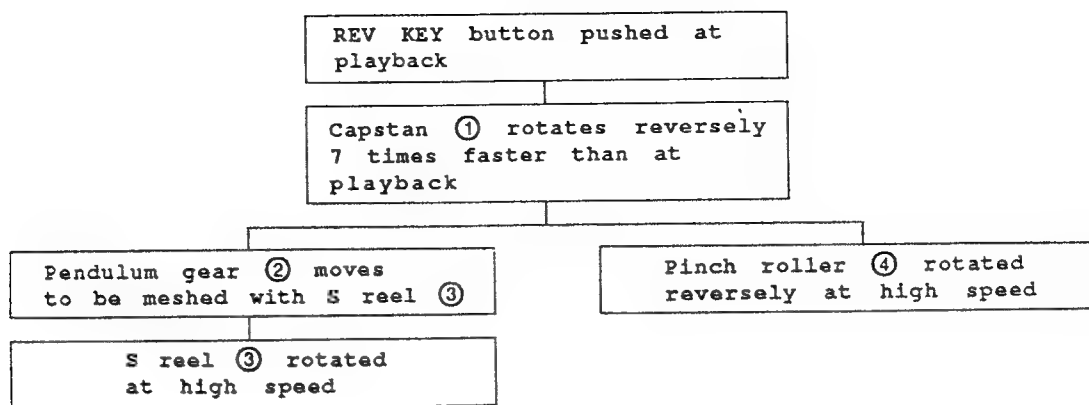 REV KEY button pushed at
playback
Capstan ① rotates reversely
7 times faster than at
playback
Pendulum gear ② moves
to be meshed with S reel ③
Pinch roller ④ rotated
reversely at high speed
S reel ③ rotated
at high speed